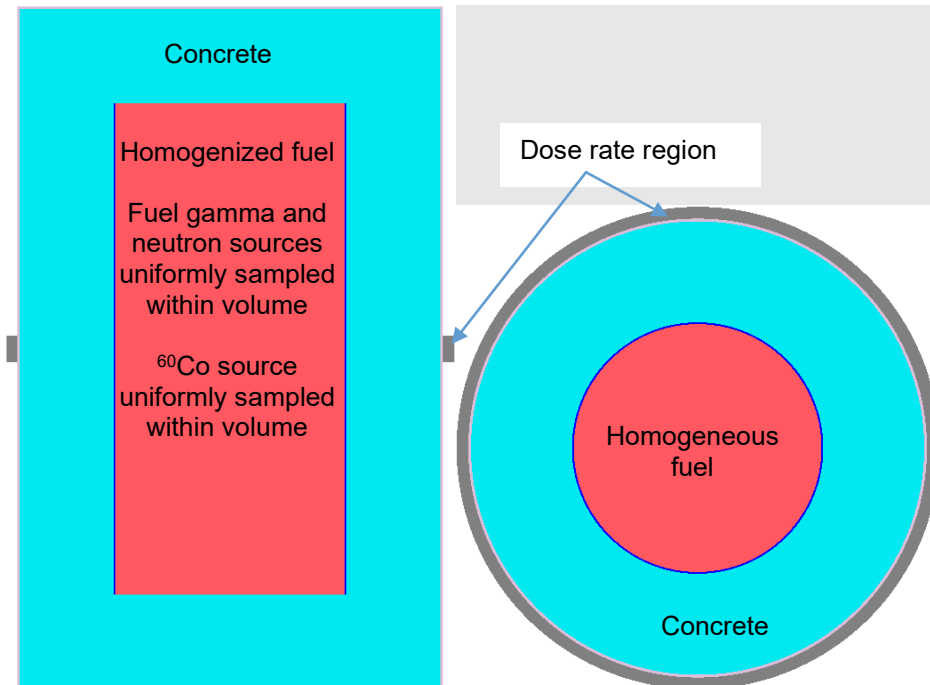 Concrete
Homogenized fuel
Fuel gamma and
neutron sources
uniformly sampled
within volume
⁶⁰Co source
uniformly sampled
within volume
Dose rate region
Homogeneous
fuel
Concrete